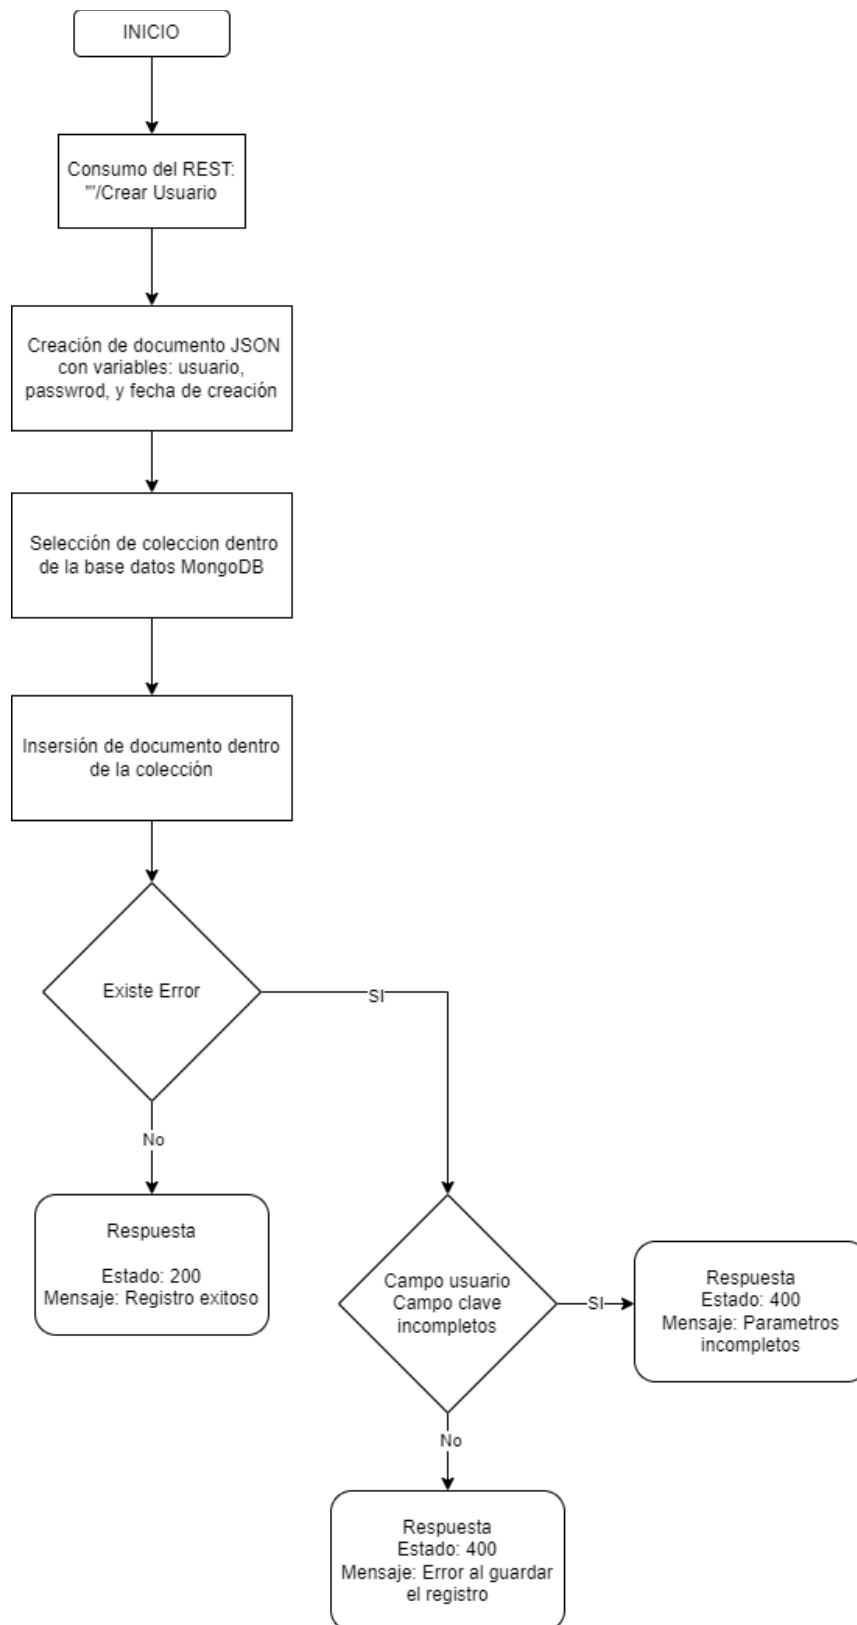 INICIO
Consumo del REST:
""/Crear Usuario
Creación de documento JSON
con variables: usuario,
passwrod, y fecha de creación
Selección de coleccion dentro
de la base datos MongoDB
Insersión de documento dentro
de la colección
Existe Error
SI
No
Respuesta
Estado: 200
Mensaje: Registro exitoso
Campo usuario
Campo clave
incompletos
SI
Respuesta
Estado: 400
Mensaje: Parametros
incompletos
No
Respuesta
Estado: 400
Mensaje: Error al guardar
el registro